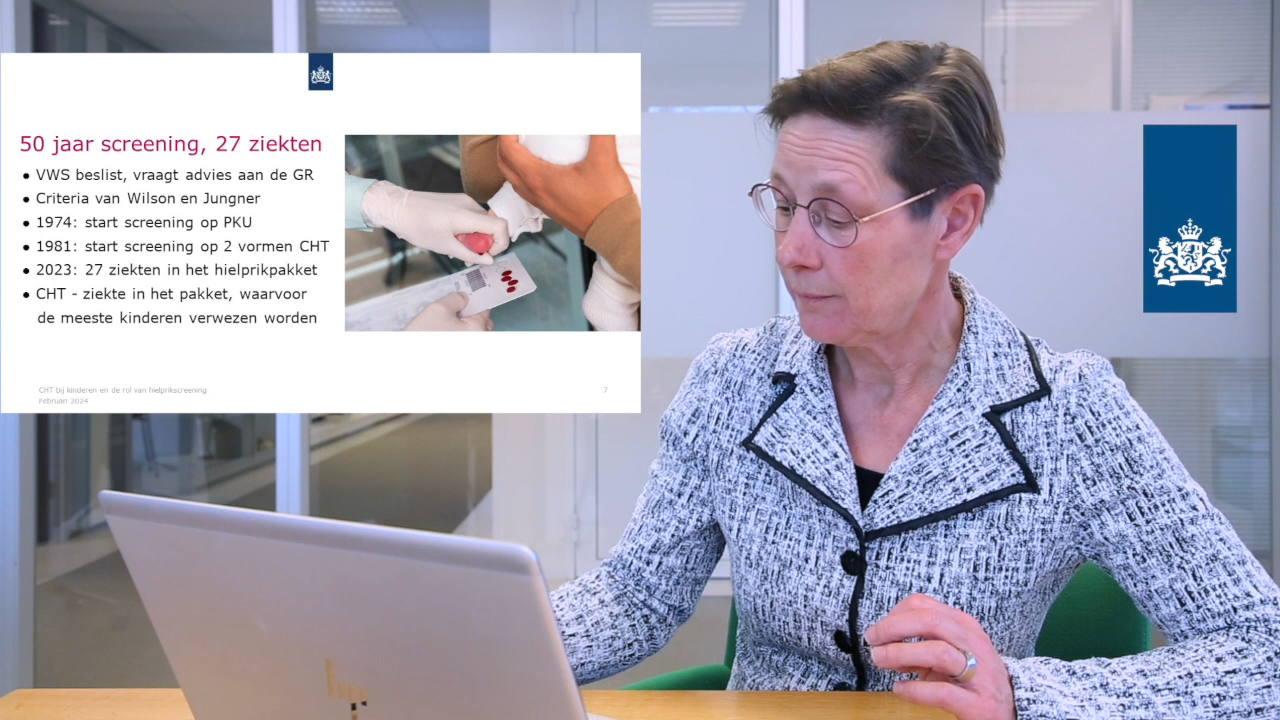 50 jaar screening, 27 ziekten
● VWS beslist, vraagt advies aan de GR
● Criteria van Wilson en Jungner
● 1974: start screening op PKU
● 1981: start screening op 2 vormen CHT
● 2023: 27 ziekten in het hielprikpakket
● CHT - ziekte in het pakket, waarvoor
de meeste kinderen verwezen worden
CHT bij kinderen en de rol van hielprikscreening
Februari 2024
7
hp